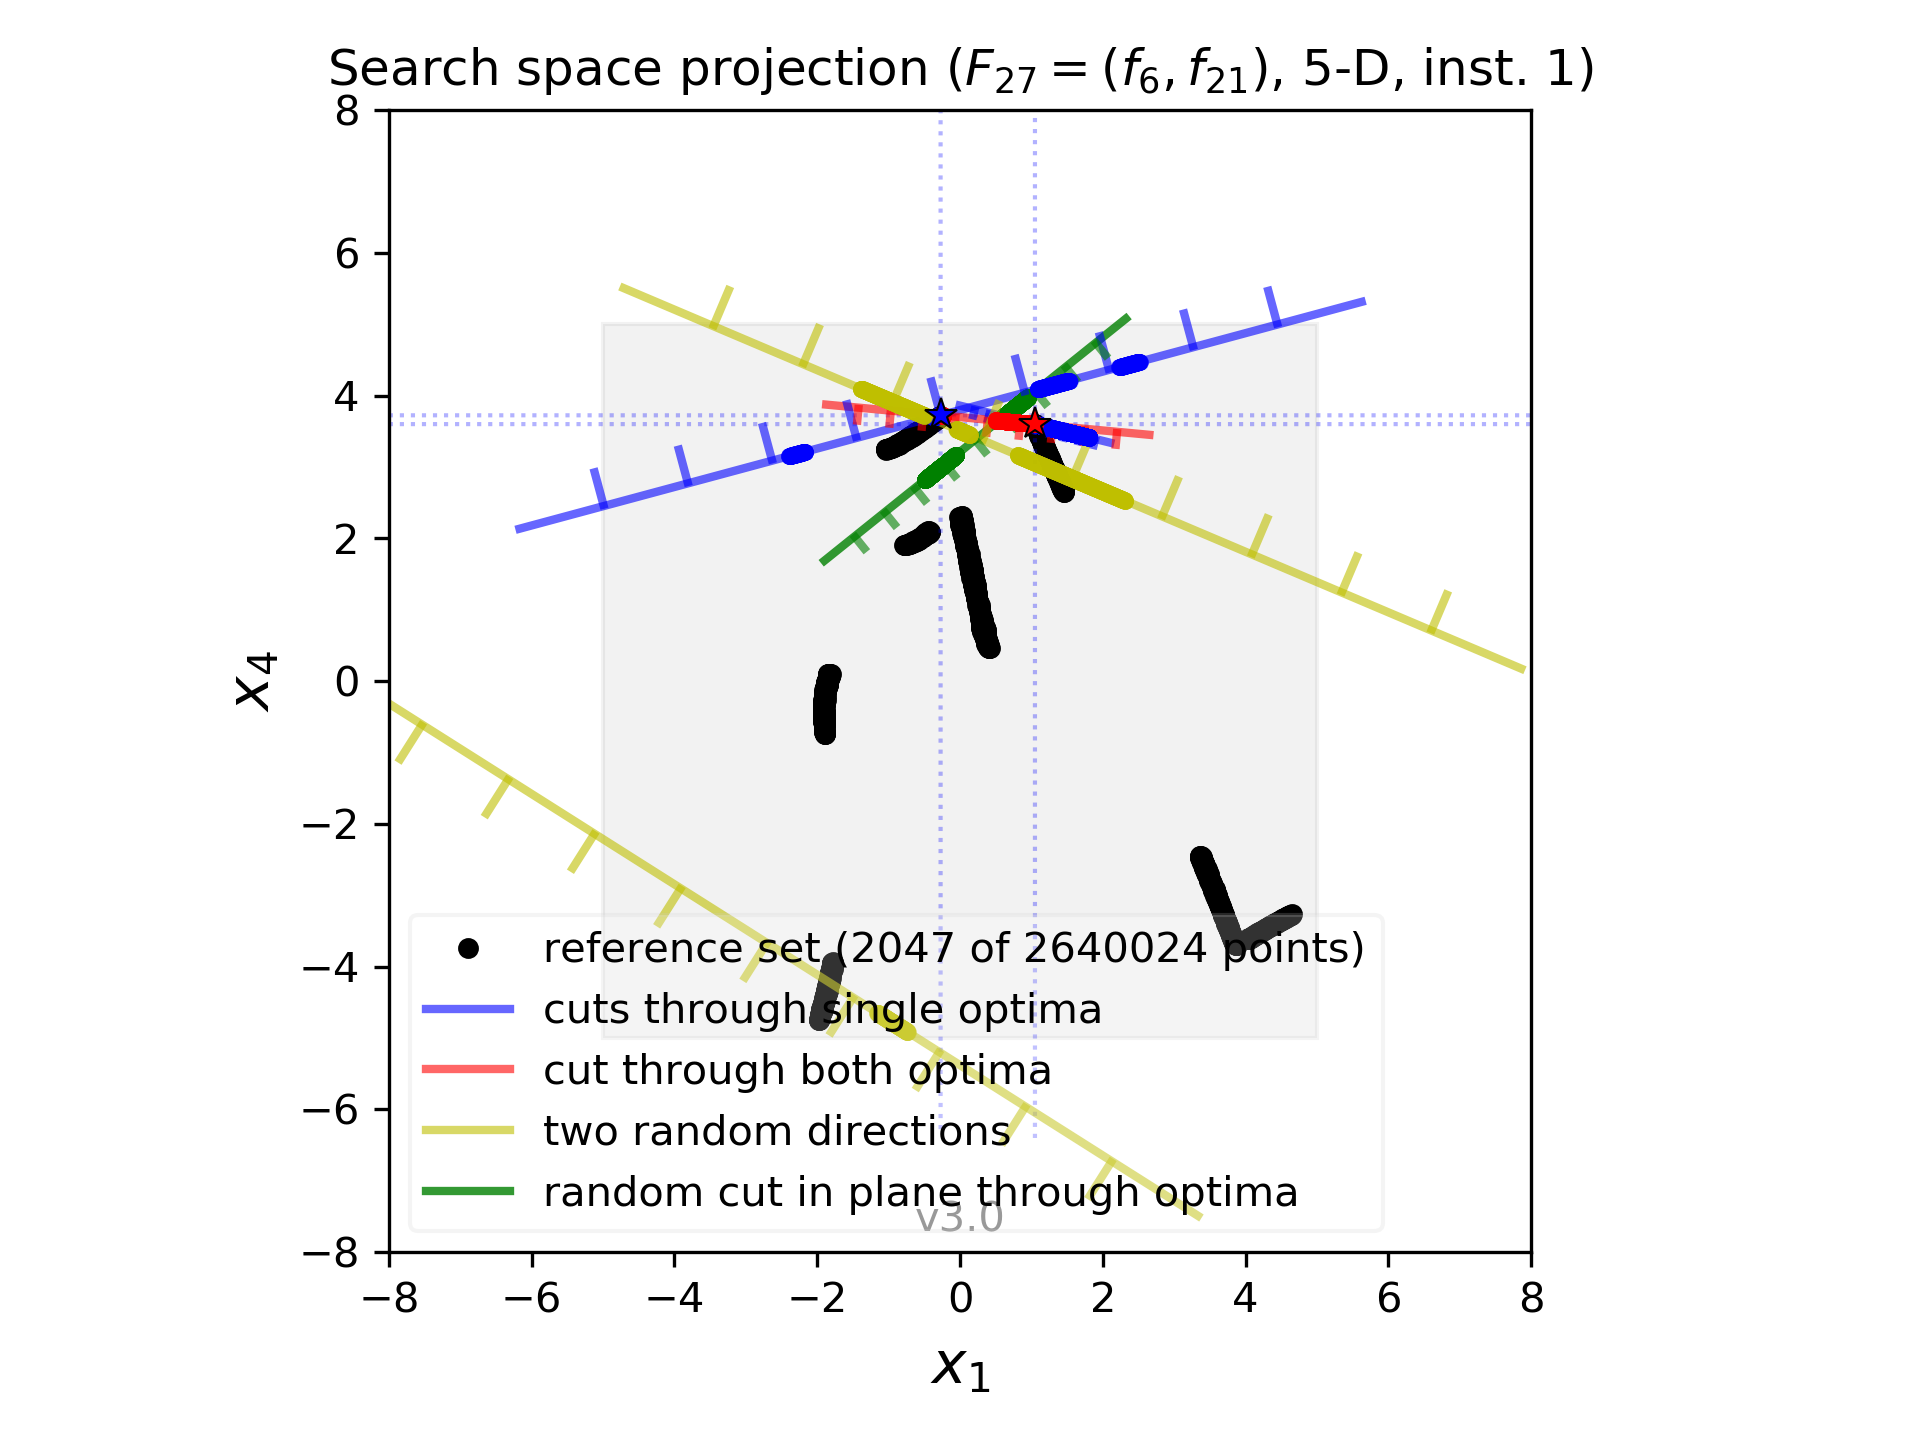 Search space projection (F27 = (f6, f21), 5-D, inst. 1)
8
6
4
2
0
−2
−4
−6
−8
x4
reference set (2047 of 2640024 points)
cuts through single optima
cut through both optima
two random directions
random cut in plane through optima
v3.0
−8 −6 −4 −2 0 2 4 6 8
x1